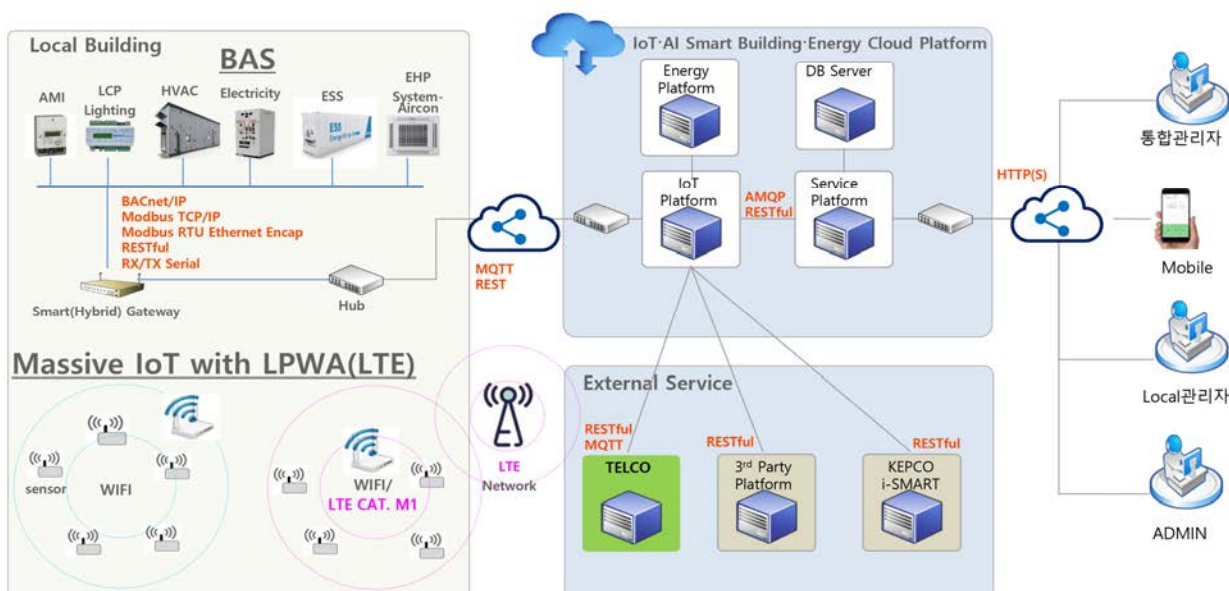 Local Building
BAS
AMI
LCP
Lighting
HVAC
Electricity
ESS
EHP
System-
Aircon
ESS
BACnet/IP
Modbus TCP/IP
Modbus RTU Ethernet Encap
RESTful
RX/TX Serial
Smart(Hybrid) Gateway
Hub
MQTT
REST
IoT·AI Smart Building·Energy Cloud Platform
Energy
Platform
DB Server
IoT
Platform
AMQP
RESTful
Service
Platform
HTTP(S)
통합관리자
Mobile
Local관리자
ADMIN
Massive IoT with LPWA(LTE)
sensor
WIFI
WIFI/
LTE CAT. M1
LTE
Network
External Service
RESTful
MQTT
TELCO
RESTful
3rd Party
Platform
RESTful
KEPCO
i-SMART